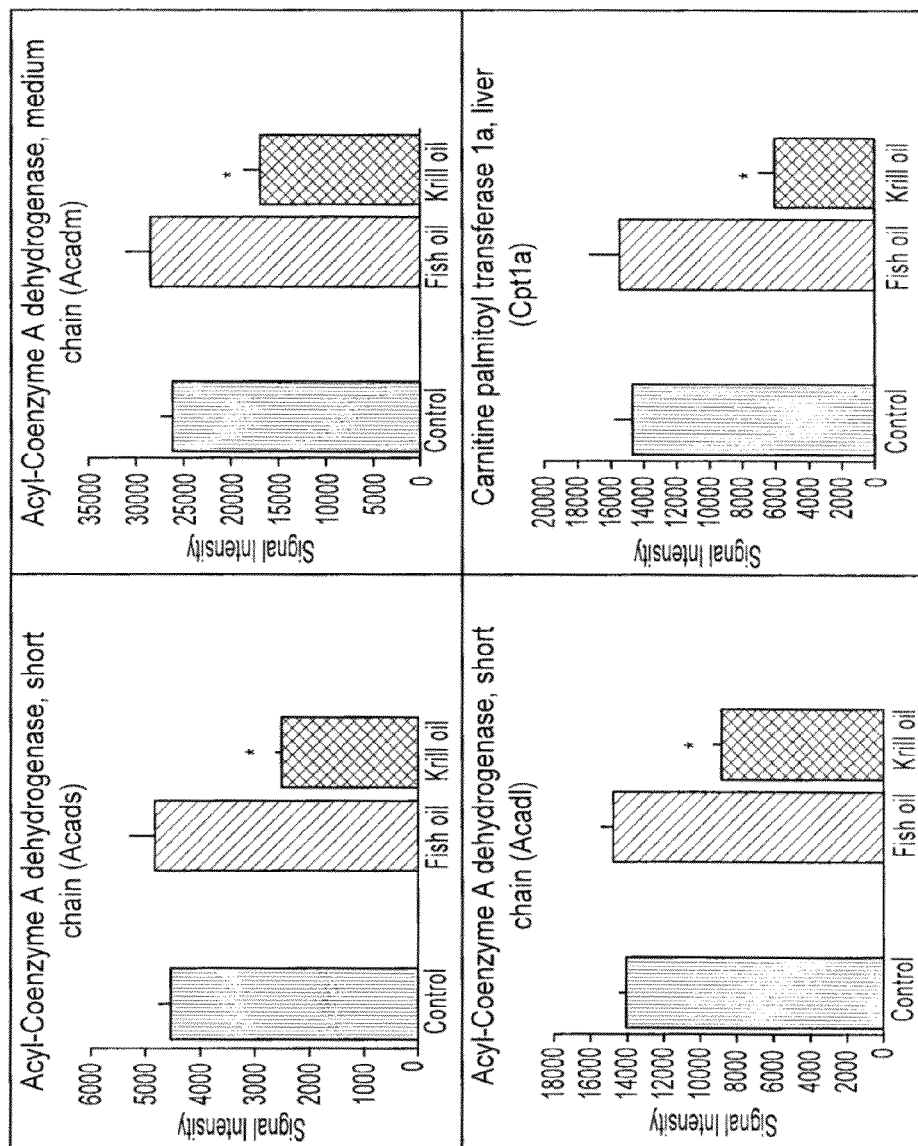 Acyl-Coenzyme A dehydrogenase, short
chain (Acads)
Signal Intensity
6000
5000
4000
3000
2000
1000
0
*
Control
Fish oil
Krill oil
Acyl-Coenzyme A dehydrogenase, medium
chain (Acadm)
Signal Intensity
35000
30000
25000
20000
15000
10000
5000
0
*
Control
Fish oil
Krill oil
Acyl-Coenzyme A dehydrogenase, short
chain (Acadl)
Signal Intensity
18000
16000
14000
12000
10000
8000
6000
4000
2000
0
*
Control
Fish oil
Krill oil
Carnitine palmitoyl transferase 1a, liver
(Cpt1a)
Signal Intensity
20000
18000
16000
14000
12000
10000
8000
6000
4000
2000
0
*
Control
Fish oil
Krill oil